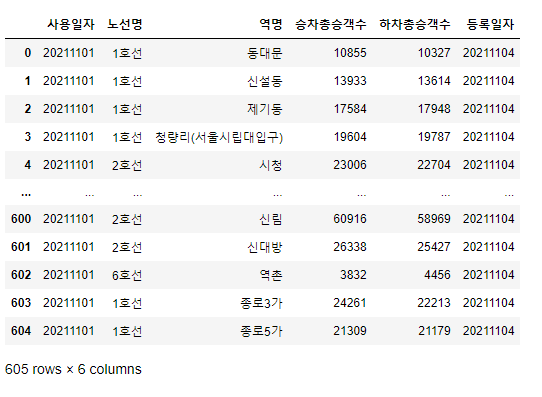 사용일자 노선명 역명 승차총승객수 하차총승객수 등록일자
0 20211101 1호선 동대문 10855 10327 20211104
1 20211101 1호선 신설동 13933 13614 20211104
2 20211101 1호선 제기동 17584 17948 20211104
3 20211101 1호선 청량리(서울시립대입구) 19604 19787 20211104
4 20211101 2호선 시청 23006 22704 20211104
... ... ... ... ... ... ...
600 20211101 2호선 신림 60916 58969 20211104
601 20211101 2호선 신대방 26338 25427 20211104
602 20211101 6호선 역촌 3832 4456 20211104
603 20211101 1호선 종로3가 24261 22213 20211104
604 20211101 1호선 종로5가 21309 21179 20211104
605 rows × 6 columns